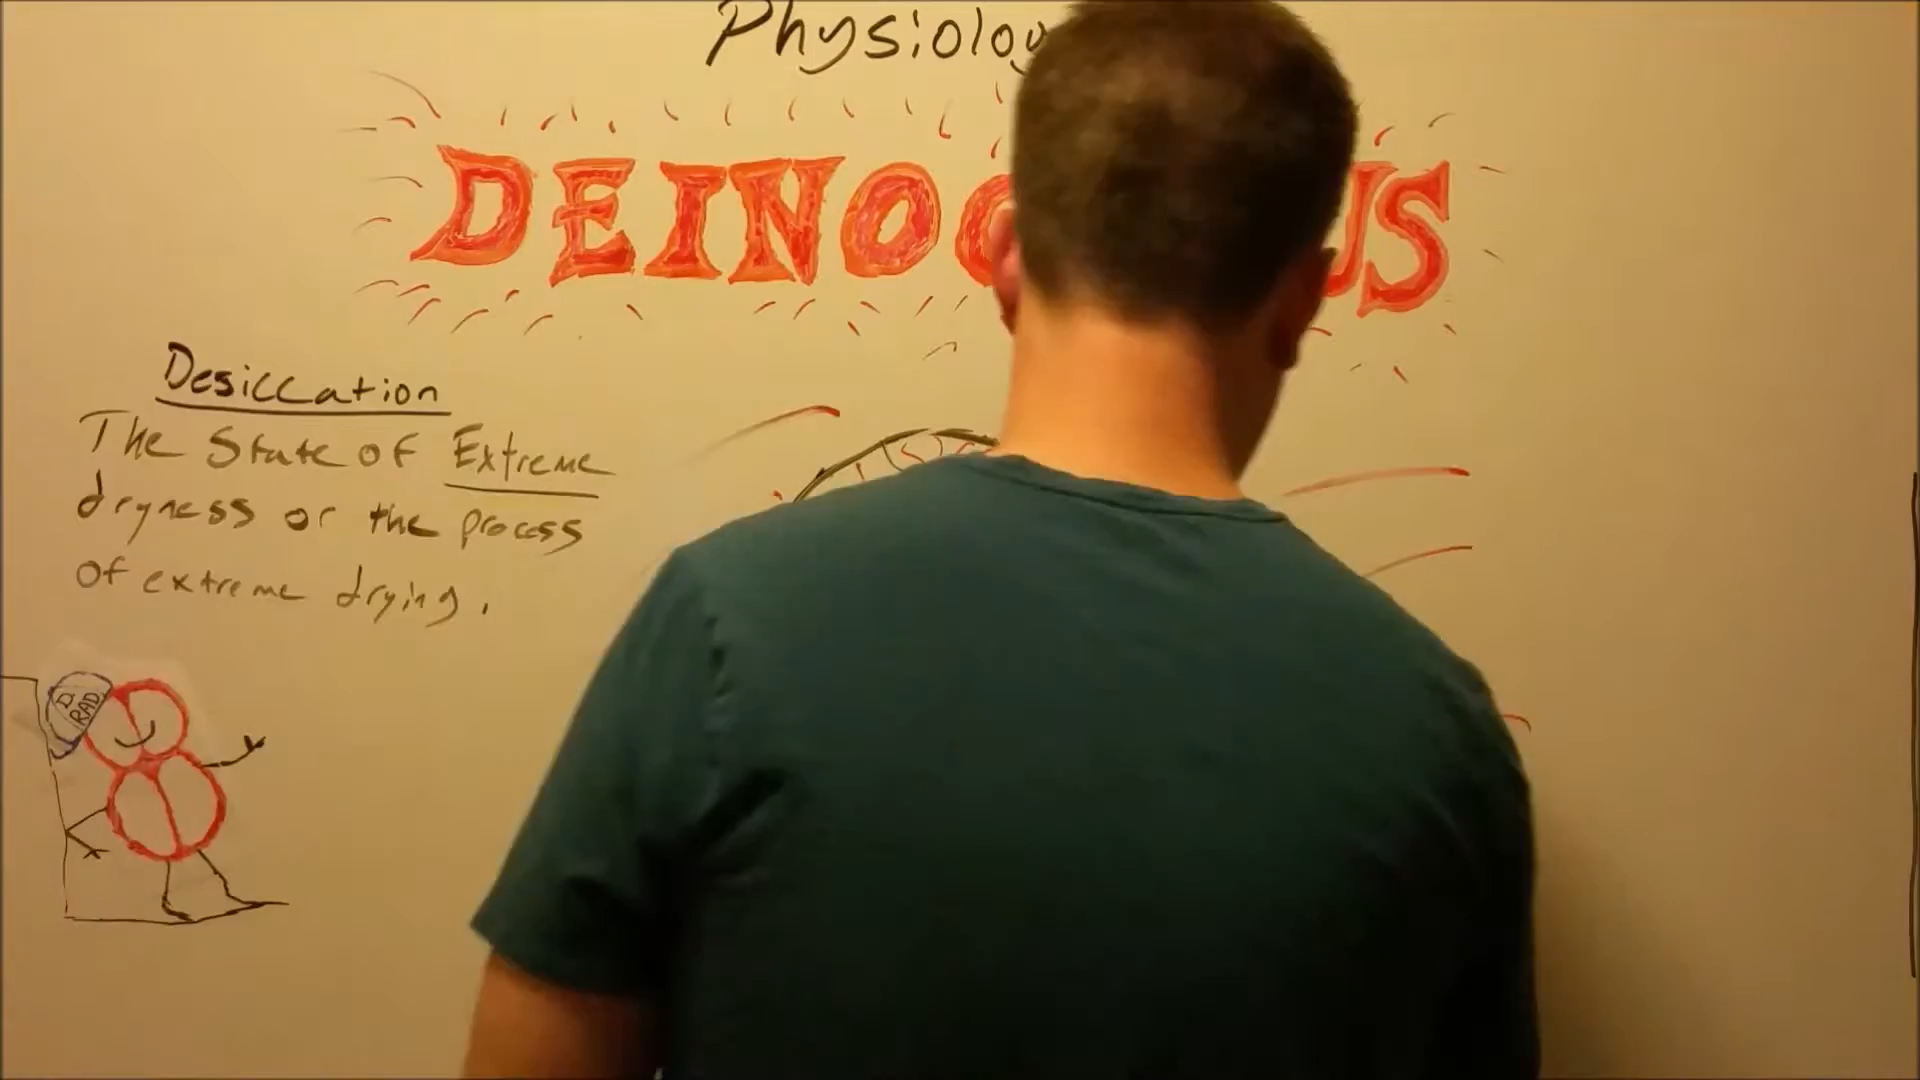 Physiolog
DEINOC US
Desiccation
The State of Extreme
dryness or the process
of extreme drying.
D.
RAD